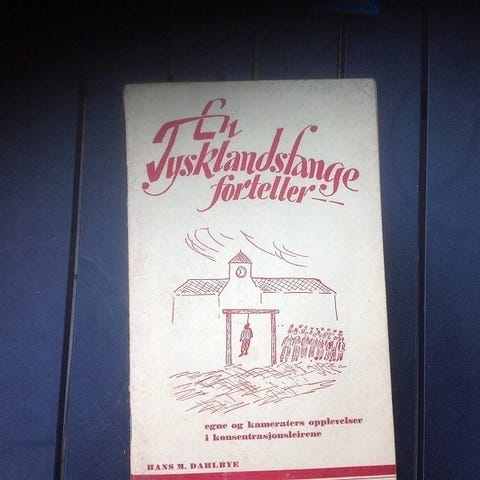 En
Tysklandsfange
forteller—
egne og kameraters opplevelser
i konsentrasjonsleirene
HANS M. DAHLBYE